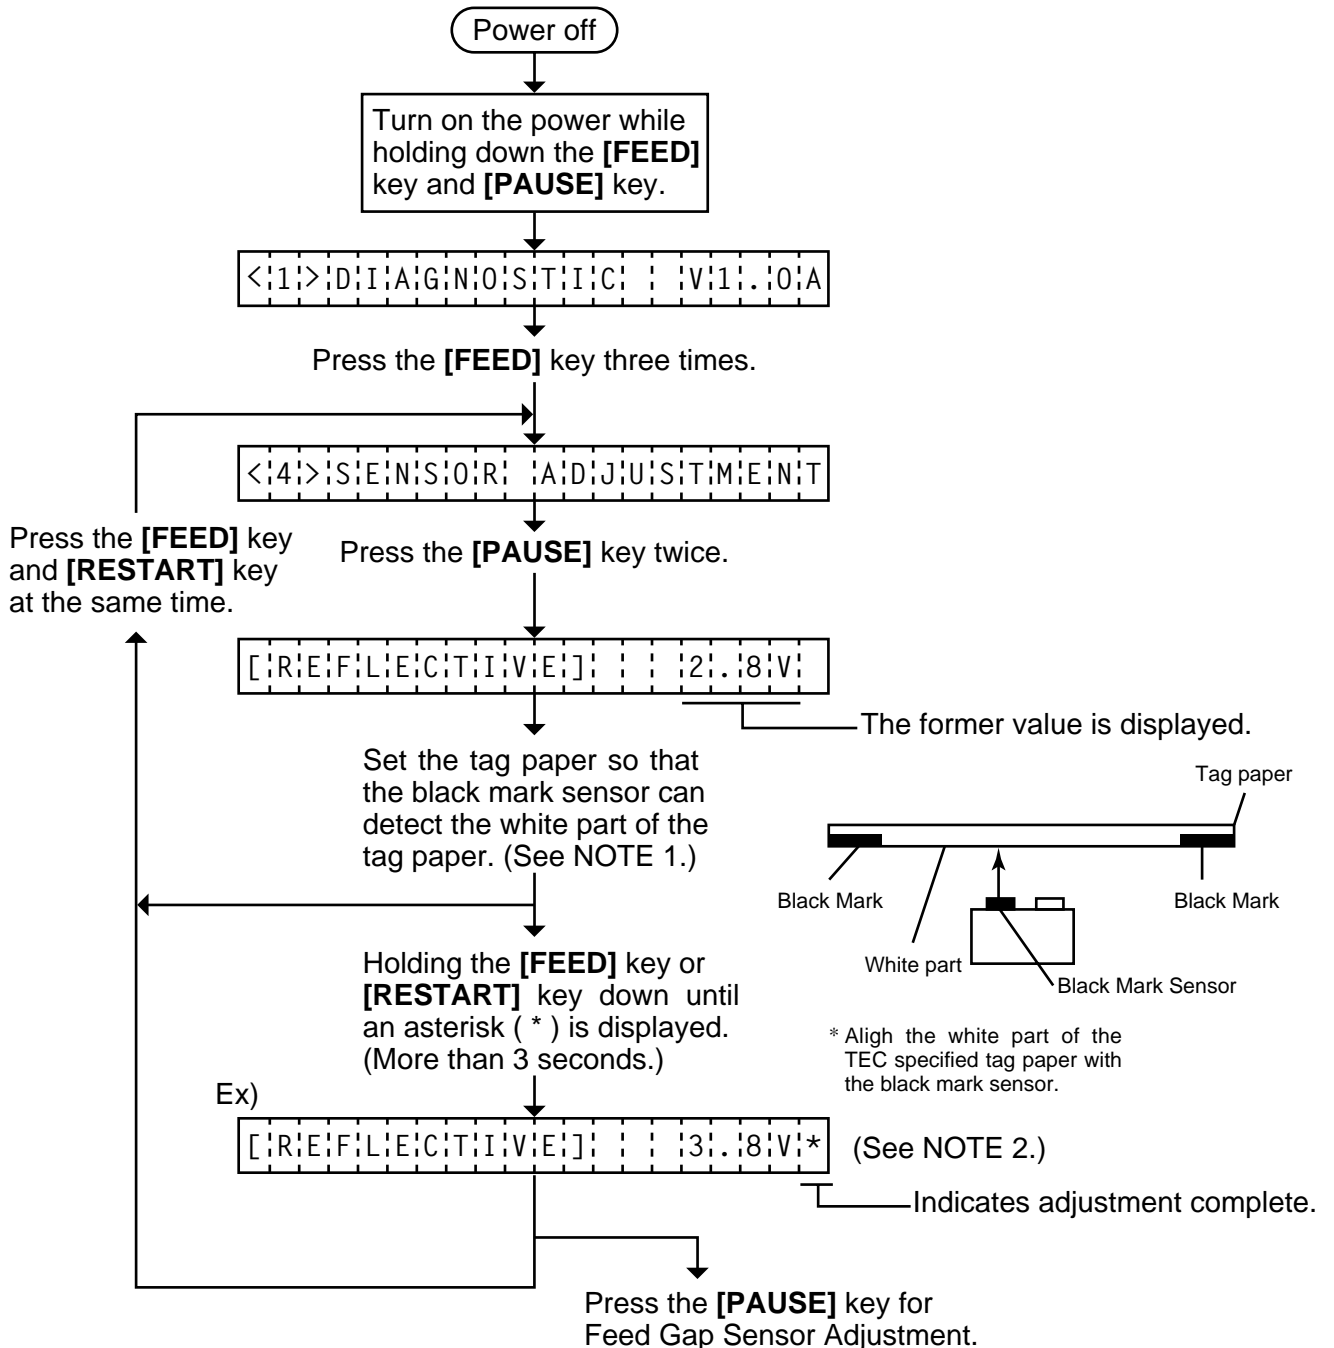 Power off
Turn on the power while
holding down the [FEED]
key and [PAUSE] key.
<1>DIAGNOSTIC  V1.0A
Press the [FEED] key three times.
<4>SENSOR ADJUSTMENT
Press the [FEED] key
and [RESTART] key
at the same time.
Press the [PAUSE] key twice.
[REFLECTIVE]   2.8V
The former value is displayed.
Set the tag paper so that
the black mark sensor can
detect the white part of the
tag paper. (See NOTE 1.)
Tag paper
Black Mark
Black Mark
White part
Black Mark Sensor
* Aligh the white part of the
TEC specified tag paper with
the black mark sensor.
Holding the [FEED] key or
[RESTART] key down until
an asterisk ( * ) is displayed.
(More than 3 seconds.)
Ex)
[REFLECTIVE]   3.8V*
(See NOTE 2.)
Indicates adjustment complete.
Press the [PAUSE] key for
Feed Gap Sensor Adjustment.